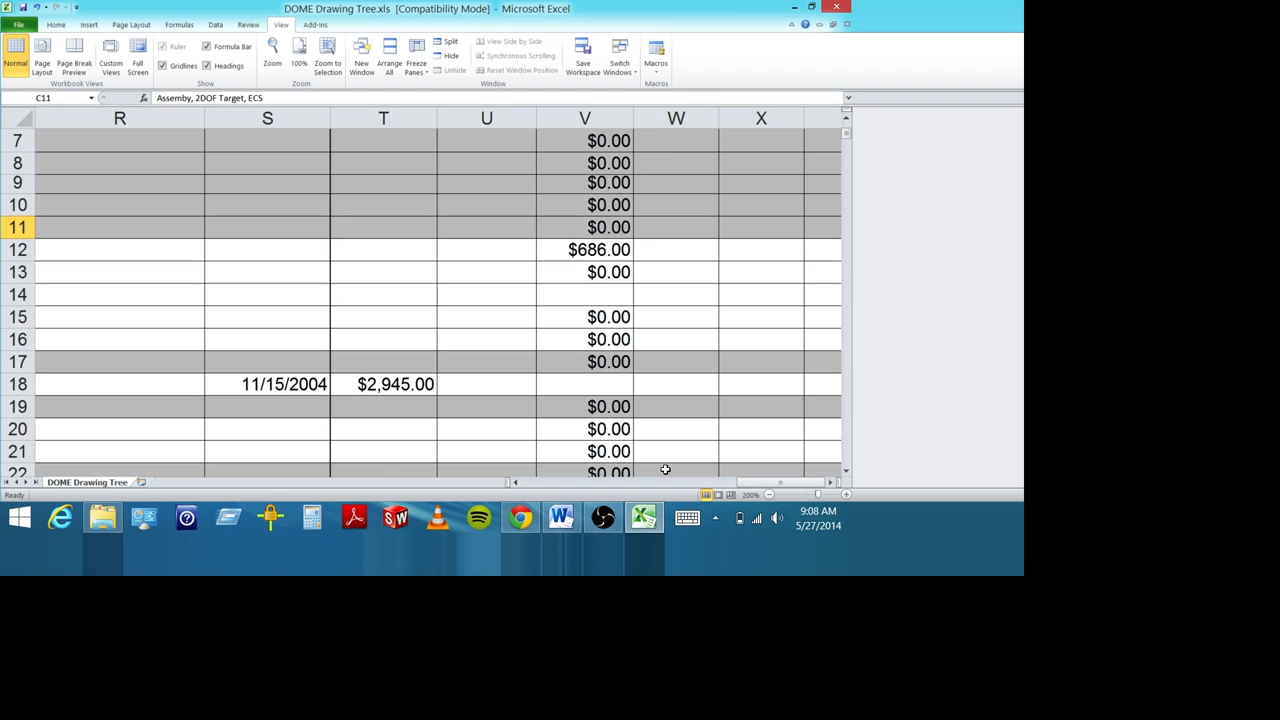 DOME Drawing Tree.xls [Compatibility Mode] - Microsoft Excel
File Home Insert Page Layout Formulas Data Review View Add-Ins
Normal Page Layout Page Break Preview Custom Views Full Screen
Ruler Formula Bar
Gridlines Headings
Zoom 100% Zoom to Selection
New Window Arrange All Freeze Panes
Split
Hide
Unhide
View Side by Side
Synchronous Scrolling
Reset Window Position
Save Workspace Switch Windows Macros
Workbook Views Show Zoom Window Macros
C11 fx Assemby, 2DOF Target, ECS
R S T U V W X
7 $0.00
8 $0.00
9 $0.00
10 $0.00
11 $0.00
12 $686.00
13 $0.00
14
15 $0.00
16 $0.00
17 $0.00
18 11/15/2004 $2,945.00
19 $0.00
20 $0.00
21 $0.00
22 $0.00
DOME Drawing Tree
Ready 200%
9:08 AM
5/27/2014